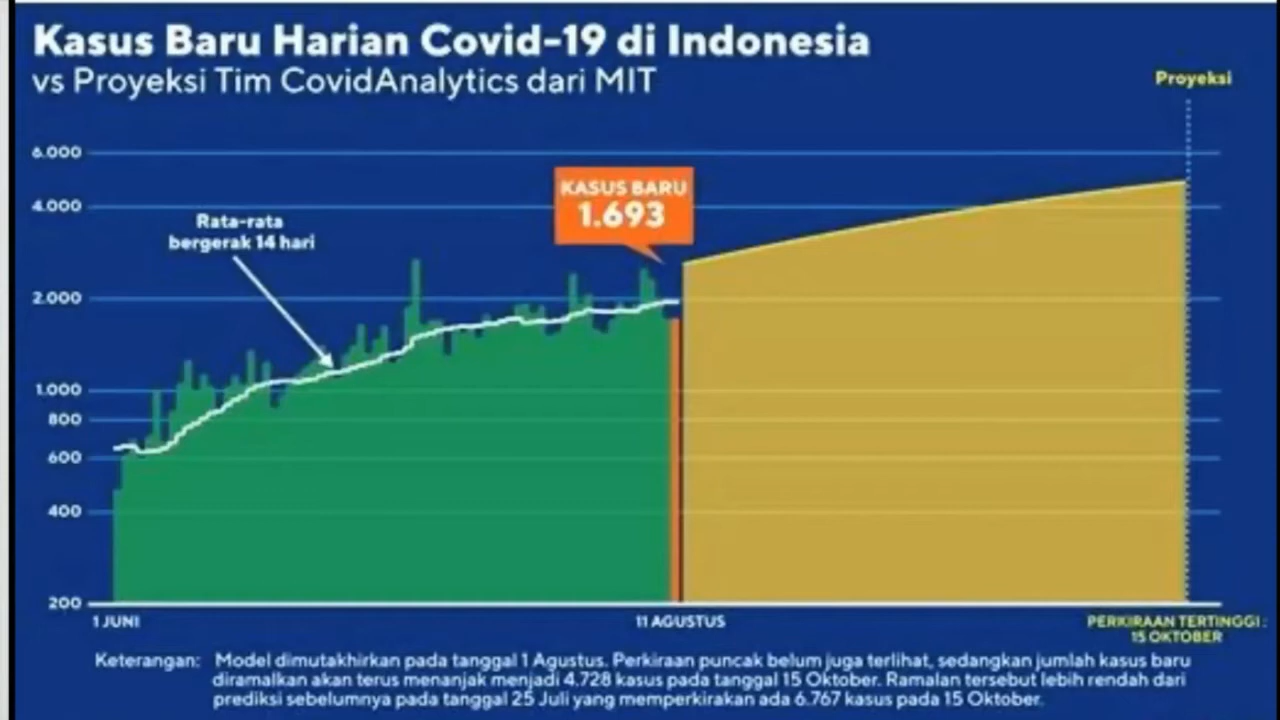 Kasus Baru Harian Covid-19 di Indonesia
vs Proyeksi Tim CovidAnalytics dari MIT
Proyeksi
6.000
KASUS BARU
1.693
4.000
Rata-rata
bergerak 14 hari
2.000
1.000
800
600
400
200
1 JUNI
11 AGUSTUS
PERKIRAAN TERTINGGI:
15 OKTOBER
Keterangan: Model dimutakhirkan pada tanggal 1 Agustus. Perkiraan puncak belum juga terlihat, sedangkan jumlah kasus baru
diramalkan akan terus menanjak menjadi 4.728 kasus pada tanggal 15 Oktober. Ramalan tersebut lebih rendah dari
prediksi sebelumnya pada tanggal 25 Juli yang memperkirakan ada 6.767 kasus pada 15 Oktober.